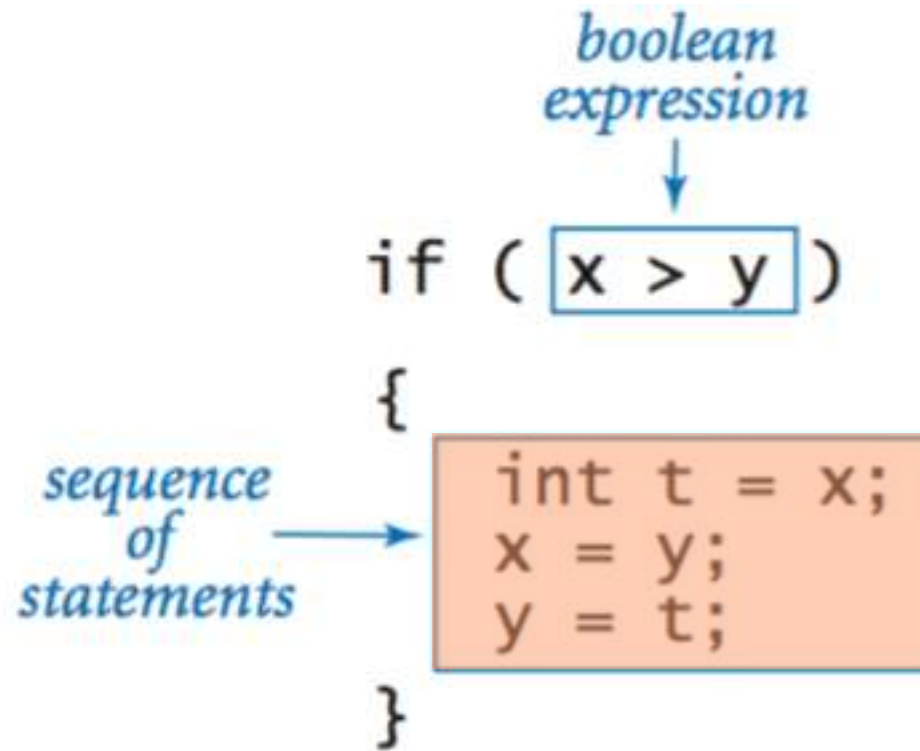 boolean
expression
if ( x > y )
{
sequence
of
statements
int t = x;
x = y;
y = t;
}